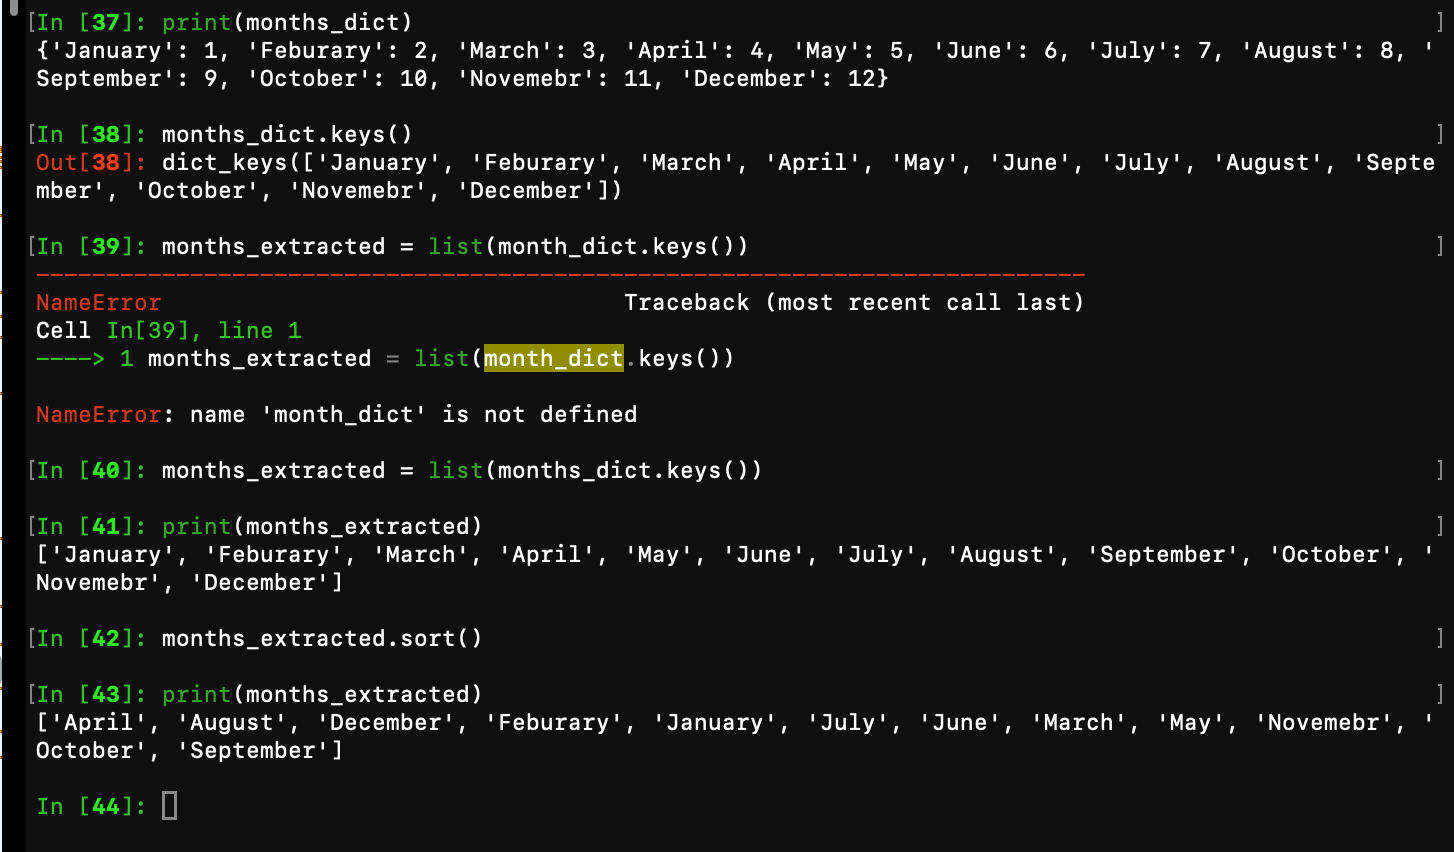 [In [37]: print(months_dict) ]
{'January': 1, 'Feburary': 2, 'March': 3, 'April': 4, 'May': 5, 'June': 6, 'July': 7, 'August': 8, '
September': 9, 'October': 10, 'Novemebr': 11, 'December': 12}
[In [38]: months_dict.keys() ]
Out[38]: dict_keys(['January', 'Feburary', 'March', 'April', 'May', 'June', 'July', 'August', 'Septe
mber', 'October', 'Novemebr', 'December'])
[In [39]: months_extracted = list(month_dict.keys()) ]
---------------------------------------------------------------------------
NameError                                 Traceback (most recent call last)
Cell In[39], line 1
----> 1 months_extracted = list(month_dict.keys())
NameError: name 'month_dict' is not defined
[In [40]: months_extracted = list(months_dict.keys()) ]
[In [41]: print(months_extracted) ]
['January', 'Feburary', 'March', 'April', 'May', 'June', 'July', 'August', 'September', 'October', '
Novemebr', 'December']
[In [42]: months_extracted.sort() ]
[In [43]: print(months_extracted) ]
['April', 'August', 'December', 'Feburary', 'January', 'July', 'June', 'March', 'May', 'Novemebr', '
October', 'September']
In [44]: